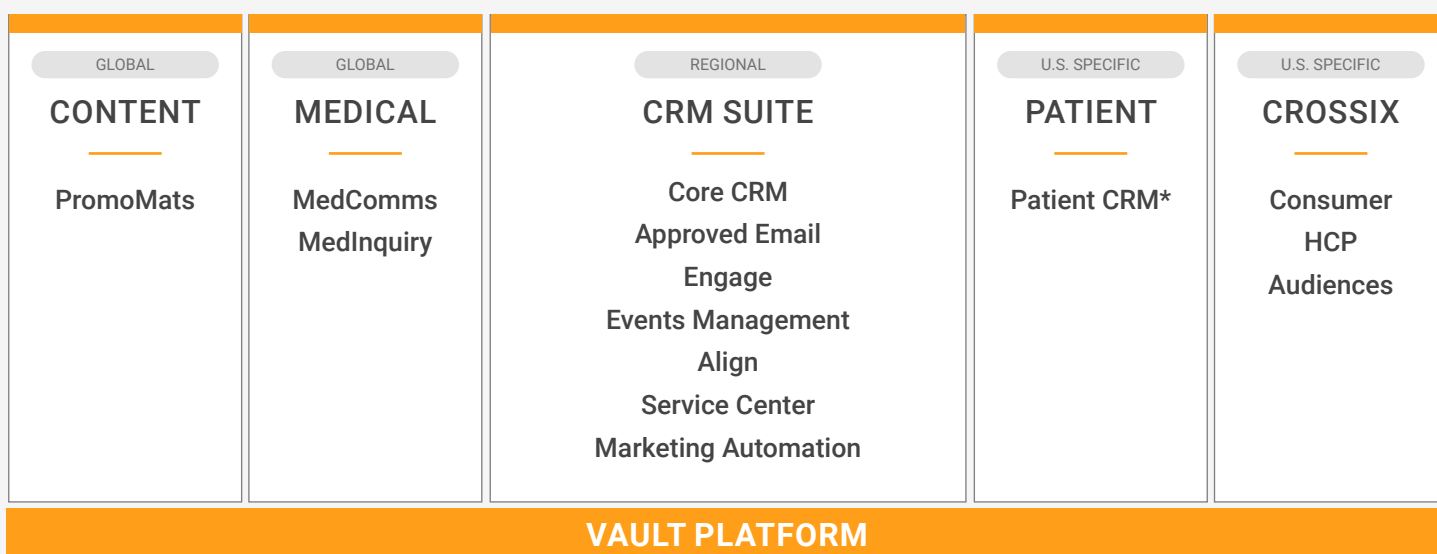 GLOBAL
CONTENT
PromoMats
GLOBAL
MEDICAL
MedComms
MedInquiry
REGIONAL
CRM SUITE
Core CRM
Approved Email
Engage
Events Management
Align
Service Center
Marketing Automation
U.S. SPECIFIC
PATIENT
Patient CRM*
U.S. SPECIFIC
CROSSIX
Consumer
HCP
Audiences
VAULT PLATFORM